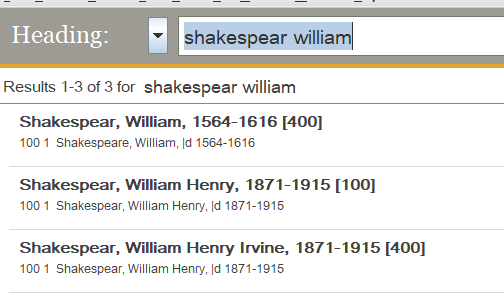 Heading: shakespear william
Results 1-3 of 3 for shakespear william
Shakespear, William, 1564-1616 [400]
100 1 Shakespeare, William, |d 1564-1616
Shakespear, William Henry, 1871-1915 [100]
100 1 Shakespear, William Henry, |d 1871-1915
Shakespear, William Henry Irvine, 1871-1915 [400]
100 1 Shakespear, William Henry, |d 1871-1915